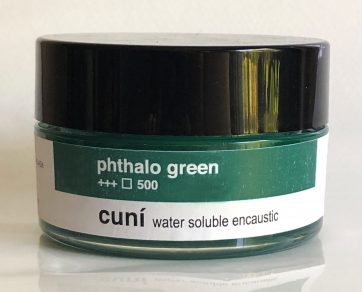 phthalo green
+++ □ 500
cuní water soluble encaustic